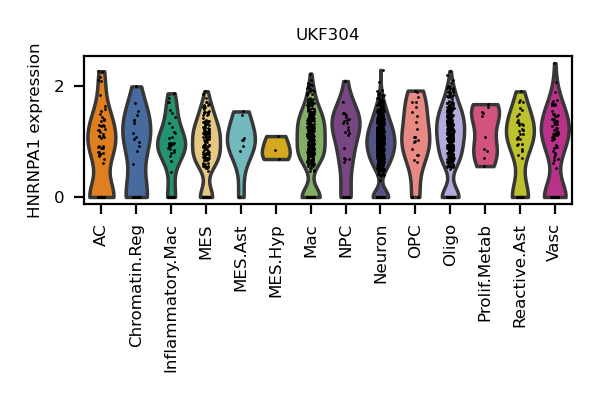 UKF304
HNRNPA1 expression
2
0
AC
Chromatin.Reg
Inflammatory.Mac
MES
MES.Ast
MES.Hyp
Mac
NPC
Neuron
OPC
Oligo
Prolif.Metab
Reactive.Ast
Vasc